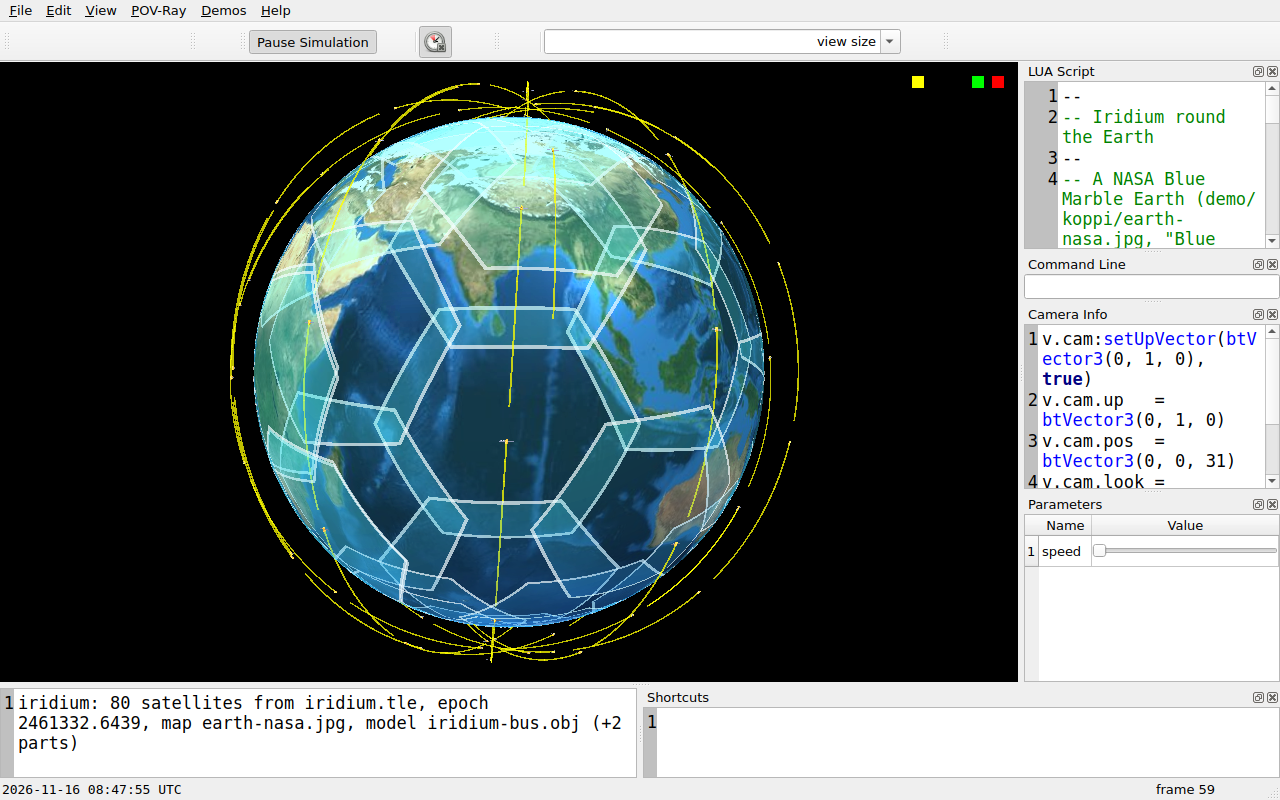 File Edit View POV-Ray Demos Help
Pause Simulation
view size
LUA Script
1 --
2 -- Iridium round
the Earth
3 --
4 -- A NASA Blue
Marble Earth (demo/
koppi/earth-
nasa.jpg, "Blue
Command Line
Camera Info
1 v.cam:setUpVector(btV
ector3(0, 1, 0),
true)
2 v.cam.up   =
btVector3(0, 1, 0)
3 v.cam.pos  =
btVector3(0, 0, 31)
4 v.cam.look =
Parameters
Name Value
1 speed
1 iridium: 80 satellites from iridium.tle, epoch
2461332.6439, map earth-nasa.jpg, model iridium-bus.obj (+2
parts)
Shortcuts
1
2026-11-16 08:47:55 UTC
frame 59